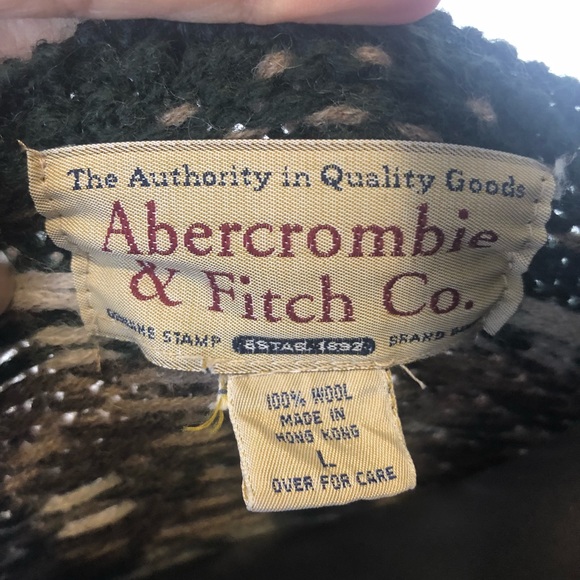 The Authority in Quality Goods
Abercrombie
& Fitch Co.
STAMP ESTAB. 1892 BRAND
100% WOOL
MADE IN
HONG KONG
L
OVER FOR CARE